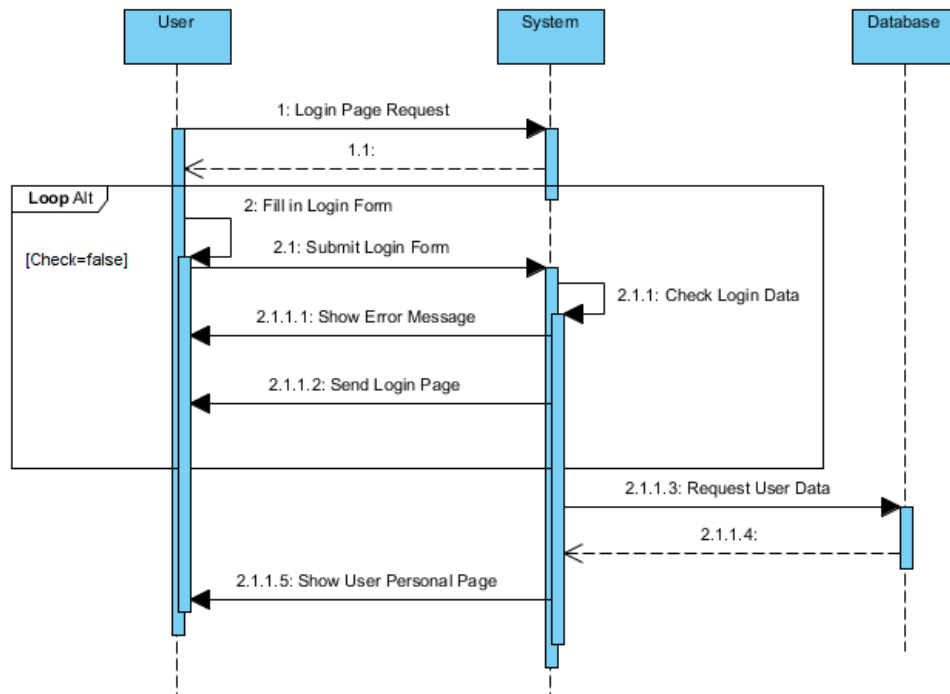 User
System
Database
1: Login Page Request
1.1:
Loop Alt
2: Fill in Login Form
[Check=false]
2.1: Submit Login Form
2.1.1: Check Login Data
2.1.1.1: Show Error Message
2.1.1.2: Send Login Page
2.1.1.3: Request User Data
2.1.1.4:
2.1.1.5: Show User Personal Page